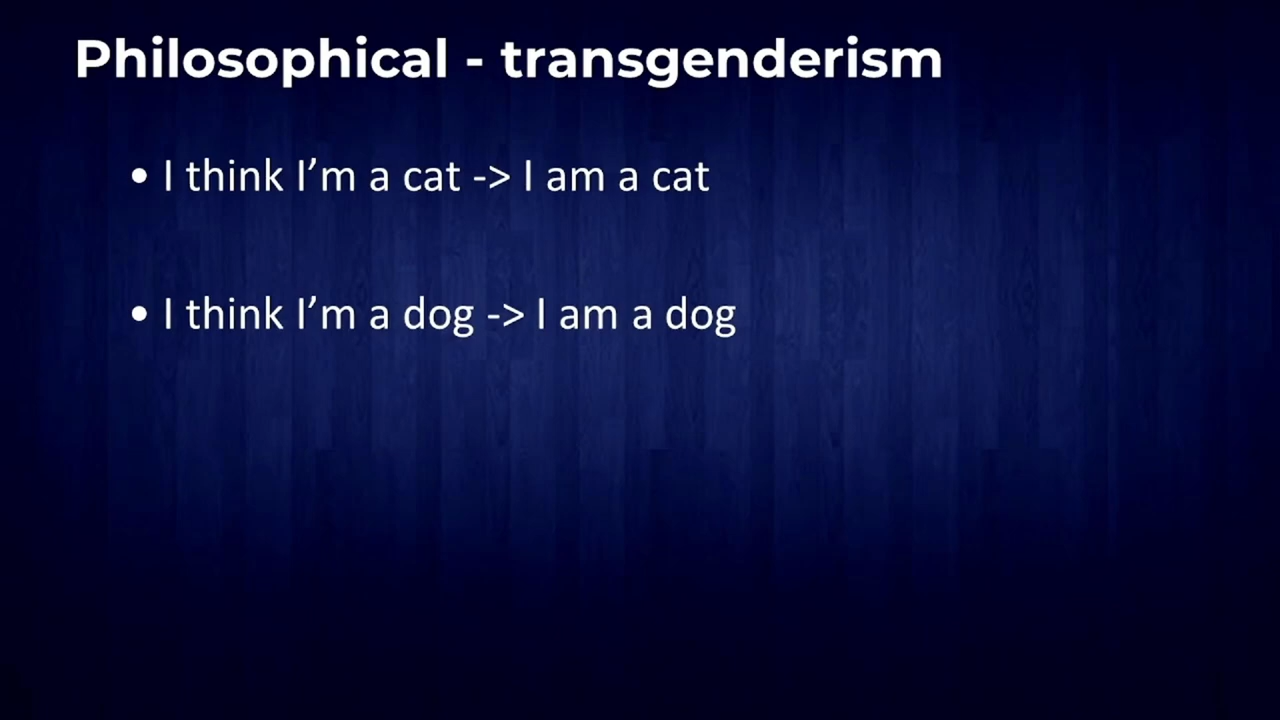 Philosophical - transgenderism
• I think I’m a cat -> I am a cat
• I think I’m a dog -> I am a dog